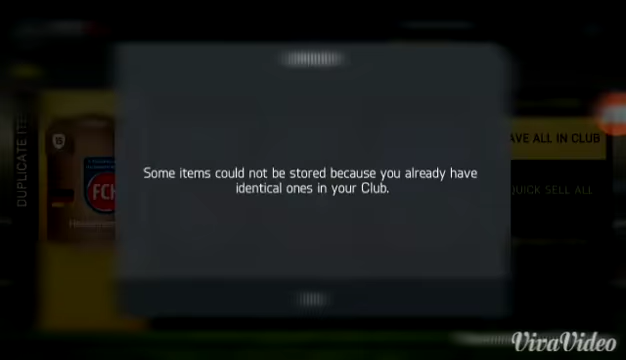 Some items could not be stored because you already have
identical ones in your Club.
DUPLICATE ITE
FCH
AVE ALL IN CLUB
QUICK SELL ALL
VivaVideo